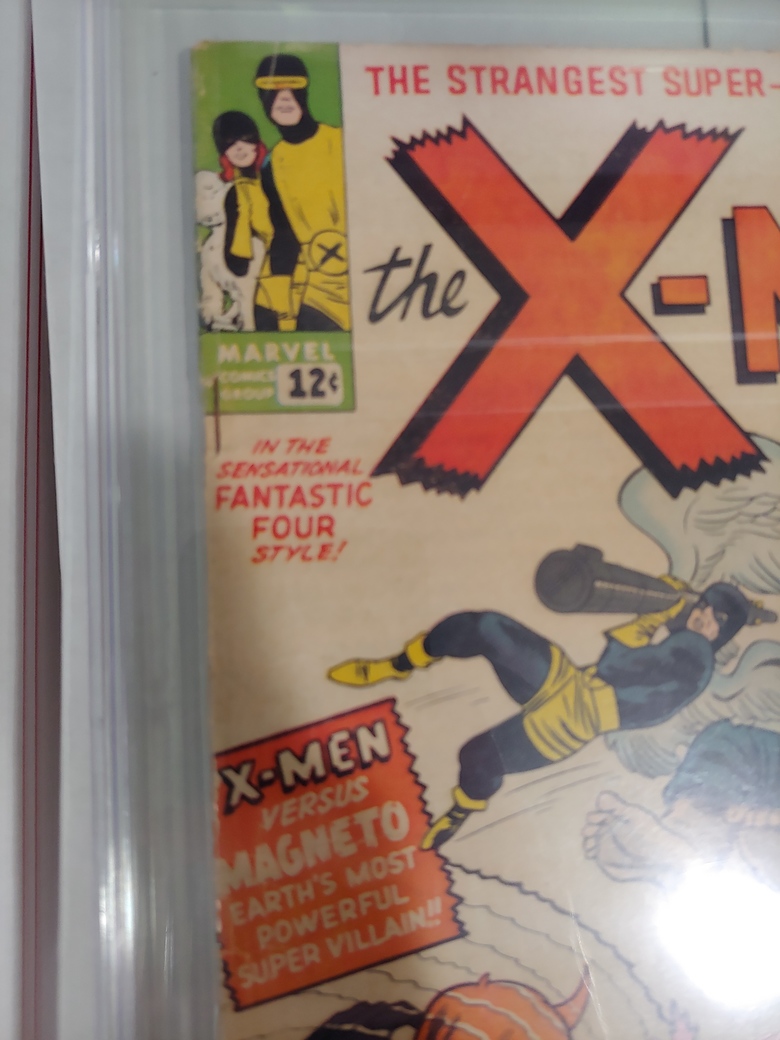 THE STRANGEST SUPER-
the X-M
MARVEL
COMICS
GROUP
12¢
IN THE
SENSATIONAL
FANTASTIC
FOUR
STYLE!
X-MEN
VERSUS
MAGNETO
EARTH'S MOST
POWERFUL
SUPER VILLAIN!!